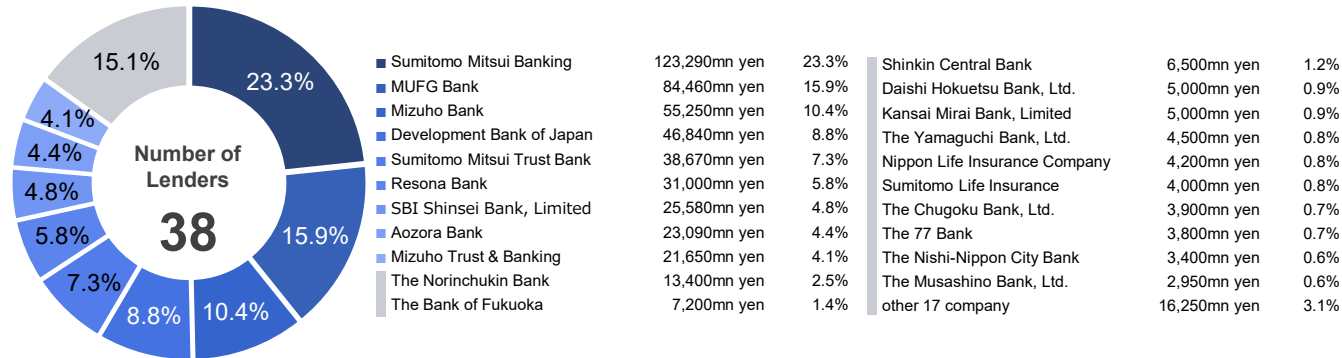 15.1%
23.3%
4.1%
4.4%
4.8%
5.8%
7.3%
8.8%
10.4%
15.9%
Number of
Lenders
38
Sumitomo Mitsui Banking 123,290mn yen 23.3%
MUFG Bank 84,460mn yen 15.9%
Mizuho Bank 55,250mn yen 10.4%
Development Bank of Japan 46,840mn yen 8.8%
Sumitomo Mitsui Trust Bank 38,670mn yen 7.3%
Resona Bank 31,000mn yen 5.8%
SBI Shinsei Bank, Limited 25,580mn yen 4.8%
Aozora Bank 23,090mn yen 4.4%
Mizuho Trust & Banking 21,650mn yen 4.1%
The Norinchukin Bank 13,400mn yen 2.5%
The Bank of Fukuoka 7,200mn yen 1.4%
Shinkin Central Bank 6,500mn yen 1.2%
Daishi Hokuetsu Bank, Ltd. 5,000mn yen 0.9%
Kansai Mirai Bank, Limited 5,000mn yen 0.9%
The Yamaguchi Bank, Ltd. 4,500mn yen 0.8%
Nippon Life Insurance Company 4,200mn yen 0.8%
Sumitomo Life Insurance 4,000mn yen 0.8%
The Chugoku Bank, Ltd. 3,900mn yen 0.7%
The 77 Bank 3,800mn yen 0.7%
The Nishi-Nippon City Bank 3,400mn yen 0.6%
The Musashino Bank, Ltd. 2,950mn yen 0.6%
other 17 company 16,250mn yen 3.1%